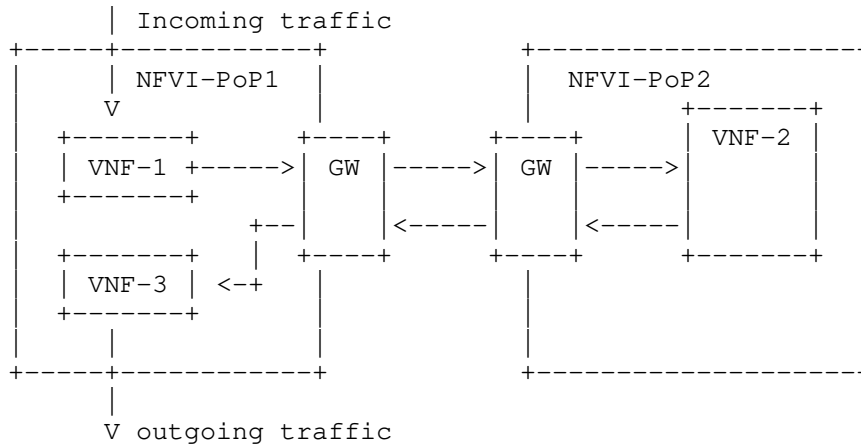 Incoming traffic
NFVI-PoP1 NFVI-PoP2
V
VNF-2
VNF-1 GW GW
VNF-3
V outgoing traffic